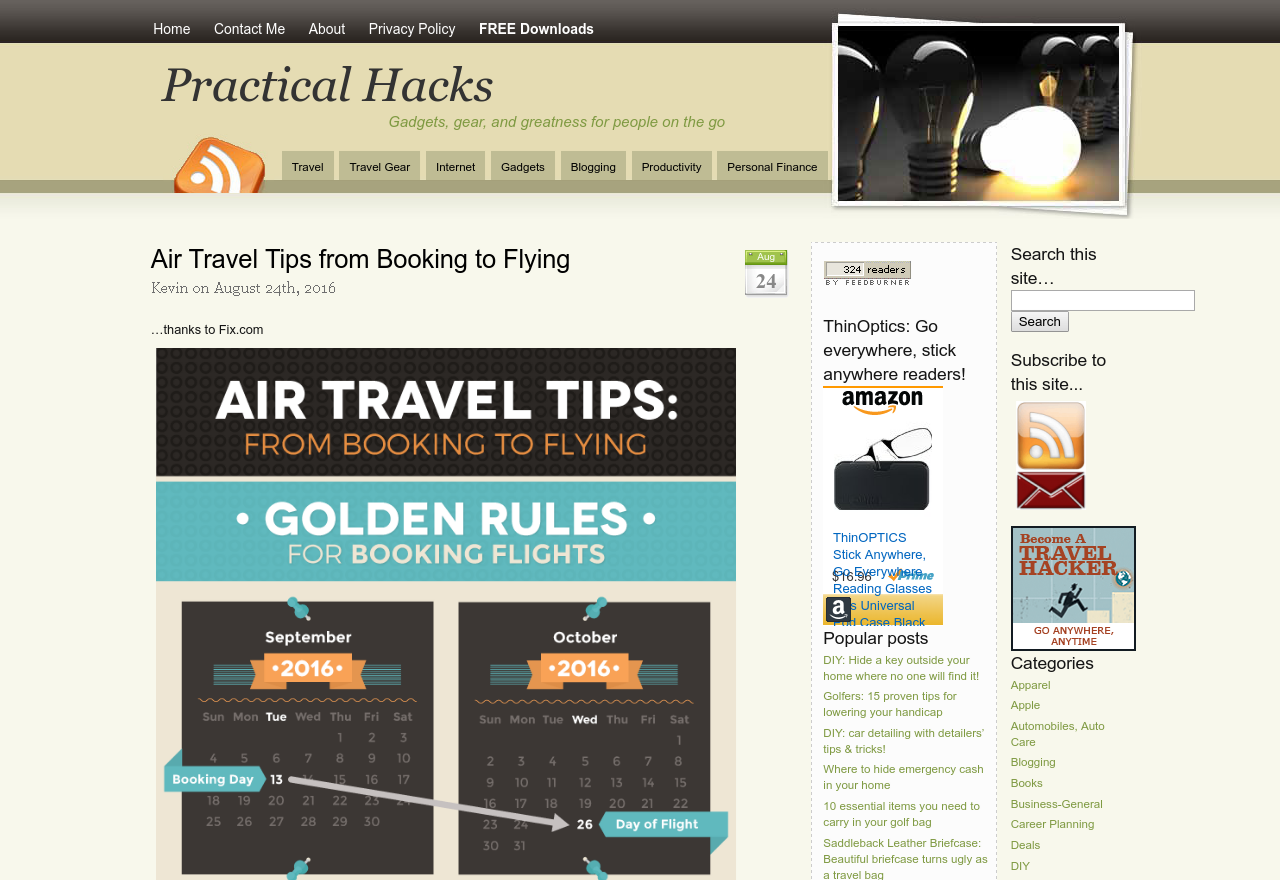 Home Contact Me About Privacy Policy FREE Downloads
Practical Hacks
Gadgets, gear, and greatness for people on the go
Travel Travel Gear Internet Gadgets Blogging Productivity Personal Finance
Air Travel Tips from Booking to Flying
Kevin on August 24th, 2016
Aug
24
…thanks to Fix.com
AIR TRAVEL TIPS:
FROM BOOKING TO FLYING
• GOLDEN RULES •
FOR BOOKING FLIGHTS
September
•2016•
Sun Mon Tue Wed Thu Fri Sat
1 2 3
4 5 6 7 8 9 10
Booking Day 13 14 15 16 17
18 19 20 21 22 23 24
25 26 27 28 29 30
October
•2016•
Sun Mon Tue Wed Thu Fri Sat
1
2 3 4 5 6 7 8
9 10 11 12 13 14 15
16 17 18 19 20 21 22
23 24 26 Day of Flight
30 31
324 readers
BY FEEDBURNER
ThinOptics: Go
everywhere, stick
anywhere readers!
amazon
ThinOPTICS
Stick Anywhere,
Go Everywhere
$16.96 Prime
Reading Glasses
Universal
Pod Case Black
Popular posts
DIY: Hide a key outside your
home where no one will find it!
Golfers: 15 proven tips for
lowering your handicap
DIY: car detailing with detailers'
tips & tricks!
Where to hide emergency cash
in your home
10 essential items you need to
carry in your golf bag
Saddleback Leather Briefcase:
Beautiful briefcase turns ugly as
a travel bag
Search this
site…
Search
Subscribe to
this site...
Become A
TRAVEL
HACKER
GO ANYWHERE,
ANYTIME
Categories
Apparel
Apple
Automobiles, Auto
Care
Blogging
Books
Business-General
Career Planning
Deals
DIY